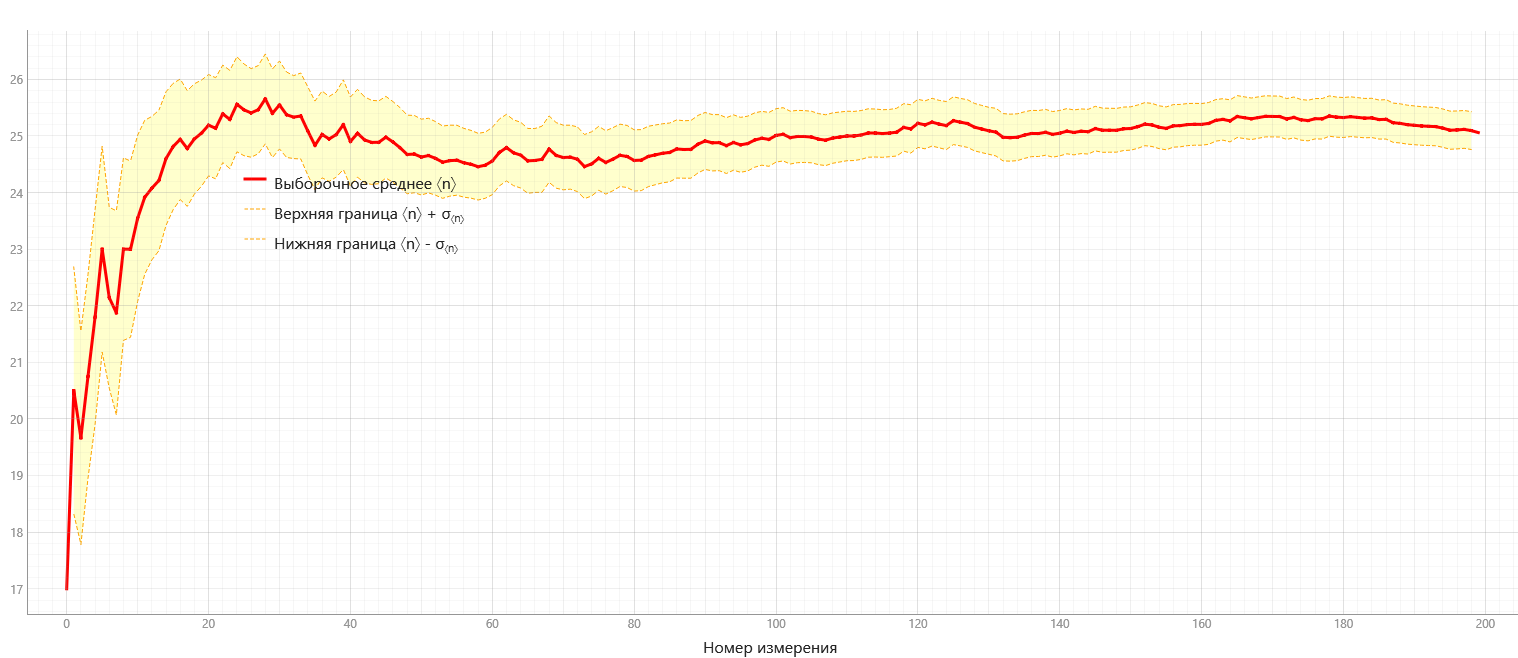 26
25
24
23
22
21
20
19
18
17
Выборочное среднее ⟨n⟩
Верхняя граница ⟨n⟩ + σ⟨n⟩
Нижняя граница ⟨n⟩ - σ⟨n⟩
0 20 40 60 80 100 120 140 160 180 200
Номер измерения